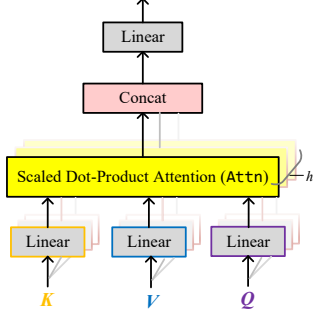 Linear
Concat
Scaled Dot-Product Attention (Attn)
h
Linear Linear Linear
K V Q